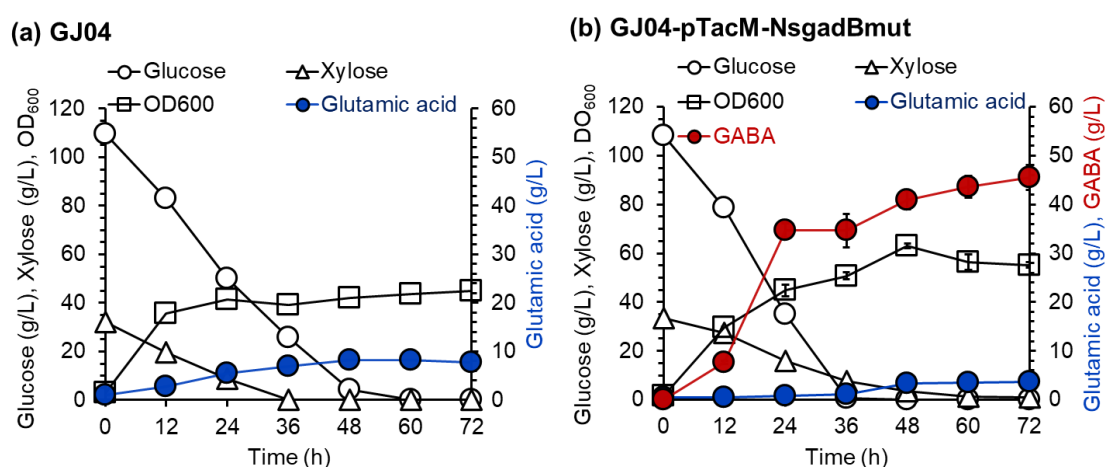 (a) GJ04
Glucose
Xylose
OD600
Glutamic acid
Glucose (g/L), Xylose (g/L), OD600
120
100
80
60
40
20
0
60
50
40
30
20
10
0
Glutamic acid (g/L)
0 12 24 36 48 60 72
Time (h)
(b) GJ04-pTacM-NsgadBmut
Glucose
Xylose
OD600
Glutamic acid
GABA
Glucose (g/L), Xylose (g/L), DO600
120
100
80
60
40
20
0
60
50
40
30
20
10
0
Glutamic acid (g/L), GABA (g/L)
0 12 24 36 48 60 72
Time (h)